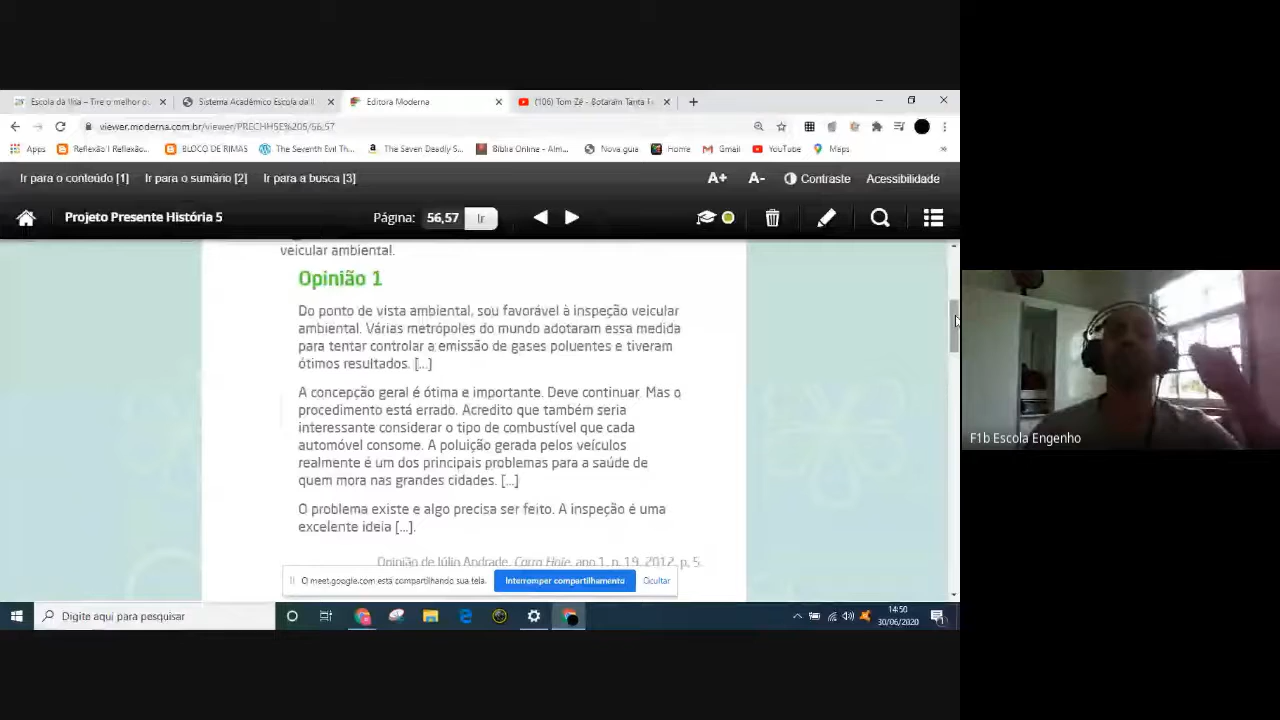 Escola da Ilha – Tire o melhor o
Sistema Acadêmico Escola da Il
Editora Moderna
(106) Tom Zé - Botaram Tanta F
viewer.moderna.com.br/viewer/PRECHHSE%205/56,57
Apps Reflexão I Reflexão... BLOCO DE RIMAS The Seventh Evil Th... The Seven Deadly S... Bíblia Online - Alm... Nova guia Home Gmail YouTube Maps
Ir para o conteúdo [1] Ir para o sumário [2] Ir para a busca [3] A+ A- Contraste Acessibilidade
Projeto Presente História 5 Página: 56,57 Ir
veicular ambiental.
Opinião 1
Do ponto de vista ambiental, sou favorável à inspeção veicular
ambiental. Várias metrópoles do mundo adotaram essa medida
para tentar controlar a emissão de gases poluentes e tiveram
ótimos resultados. [...]
A concepção geral é ótima e importante. Deve continuar. Mas o
procedimento está errado. Acredito que também seria
interessante considerar o tipo de combustível que cada
automóvel consome. A poluição gerada pelos veículos
realmente é um dos principais problemas para a saúde de
quem mora nas grandes cidades. [...]
O problema existe e algo precisa ser feito. A inspeção é uma
excelente ideia [...].
Opinião de Júlio Andrade. Carro Hoje, ano 1, n. 19, 2012, p. 5.
O meet.google.com está compartilhando sua tela. Interromper compartilhamento Ocultar
F1b Escola Engenho
Digite aqui para pesquisar
14:50
30/06/2020